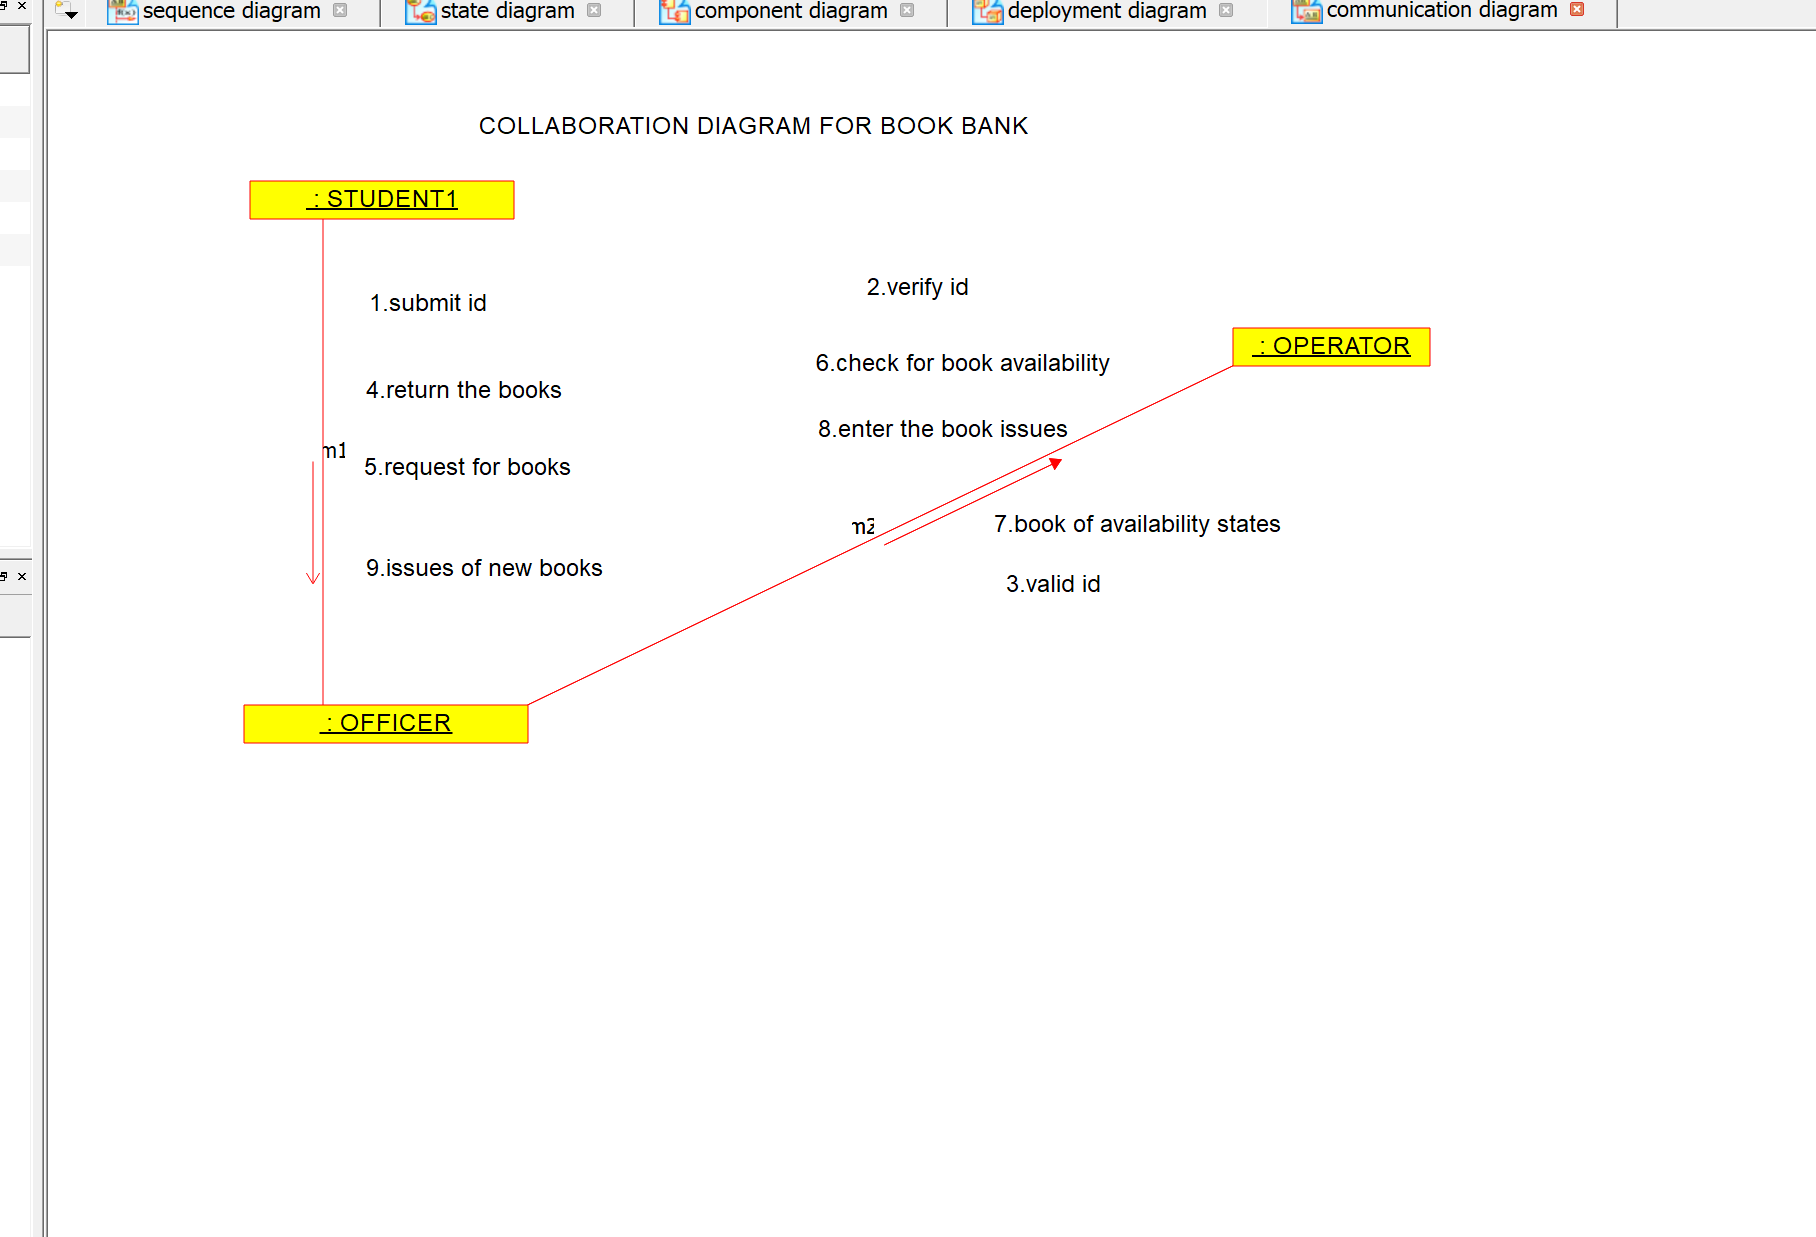 sequence diagram
state diagram
component diagram
deployment diagram
communication diagram
COLLABORATION DIAGRAM FOR BOOK BANK
: STUDENT1
1.submit id
2.verify id
: OPERATOR
6.check for book availability
4.return the books
8.enter the book issues
m1
5.request for books
m2
7.book of availability states
9.issues of new books
3.valid id
: OFFICER